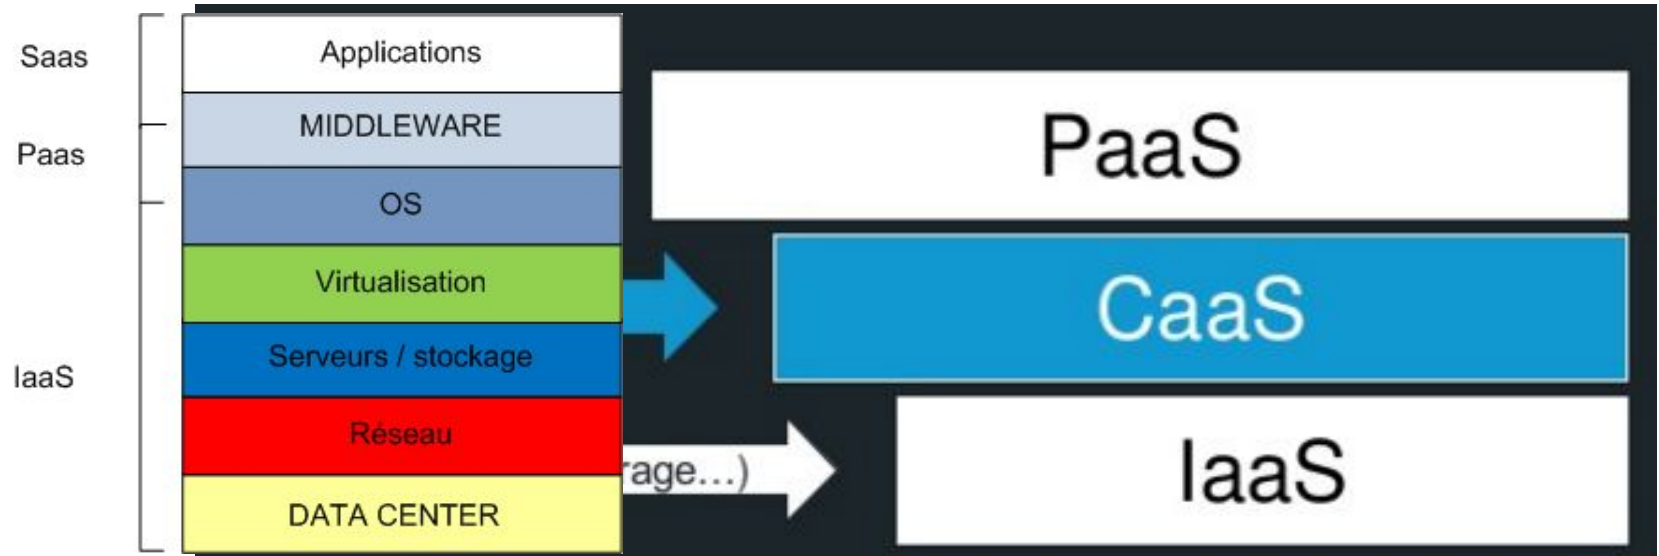 Saas
Paas
IaaS
Applications
MIDDLEWARE
OS
Virtualisation
Serveurs / stockage
Réseau
DATA CENTER
rage...)
PaaS
CaaS
IaaS